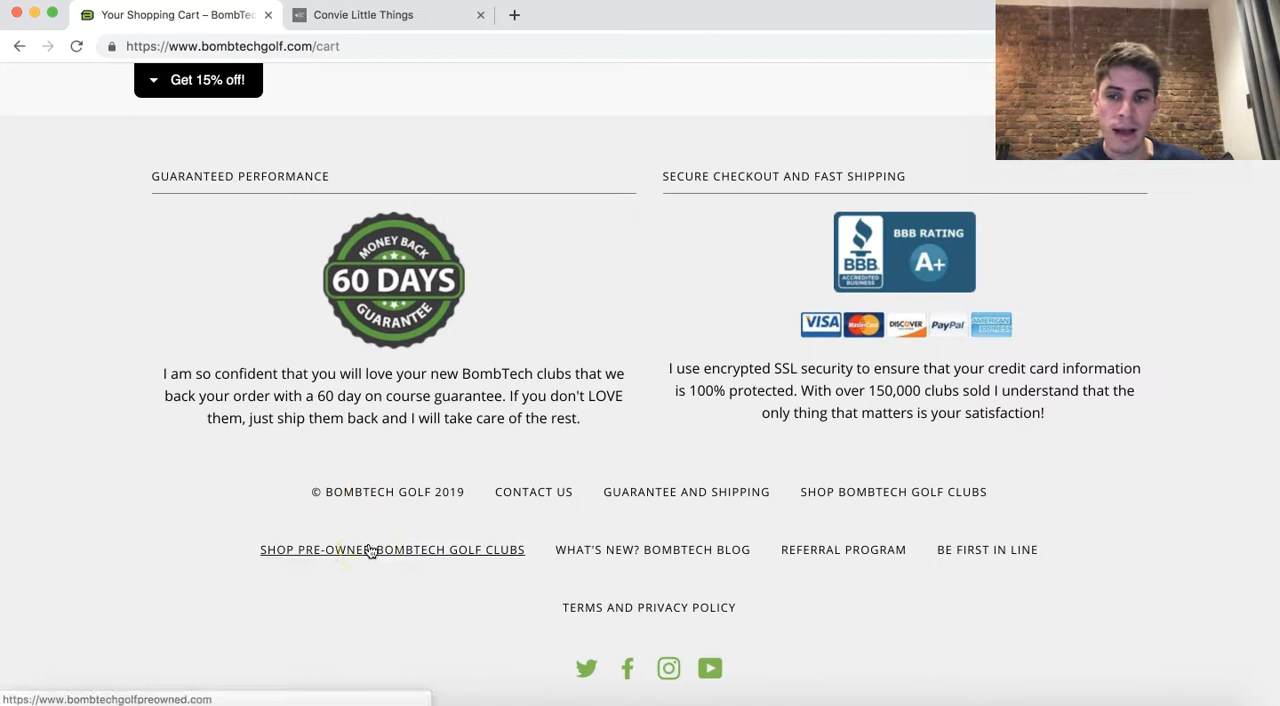 Your Shopping Cart – BombTec
Convie Little Things
https://www.bombtechgolf.com/cart
Get 15% off!
GUARANTEED PERFORMANCE
MONEY BACK
60 DAYS
GUARANTEE
I am so confident that you will love your new BombTech clubs that we
back your order with a 60 day on course guarantee. If you don't LOVE
them, just ship them back and I will take care of the rest.
SECURE CHECKOUT AND FAST SHIPPING
BBB
ACCREDITED
BUSINESS
BBB RATING
A+
VISA MasterCard DISCOVER PayPal AMERICAN EXPRESS
I use encrypted SSL security to ensure that your credit card information
is 100% protected. With over 150,000 clubs sold I understand that the
only thing that matters is your satisfaction!
© BOMBTECH GOLF 2019 CONTACT US GUARANTEE AND SHIPPING SHOP BOMBTECH GOLF CLUBS
SHOP PRE-OWNED BOMBTECH GOLF CLUBS WHAT'S NEW? BOMBTECH BLOG REFERRAL PROGRAM BE FIRST IN LINE
TERMS AND PRIVACY POLICY
https://www.bombtechgolfpreowned.com